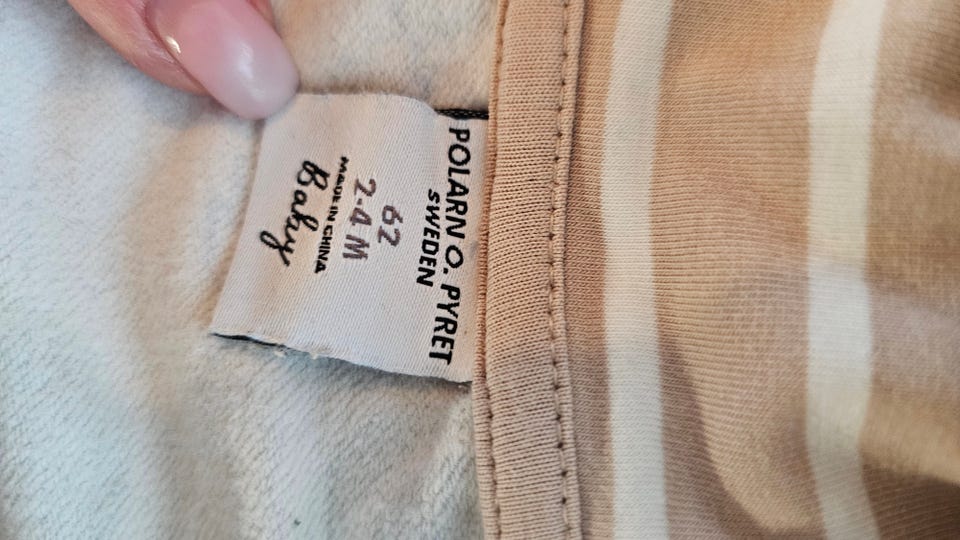 POLARN O. PYRET
SWEDEN
62
2-4 M
MADE IN CHINA
Baby